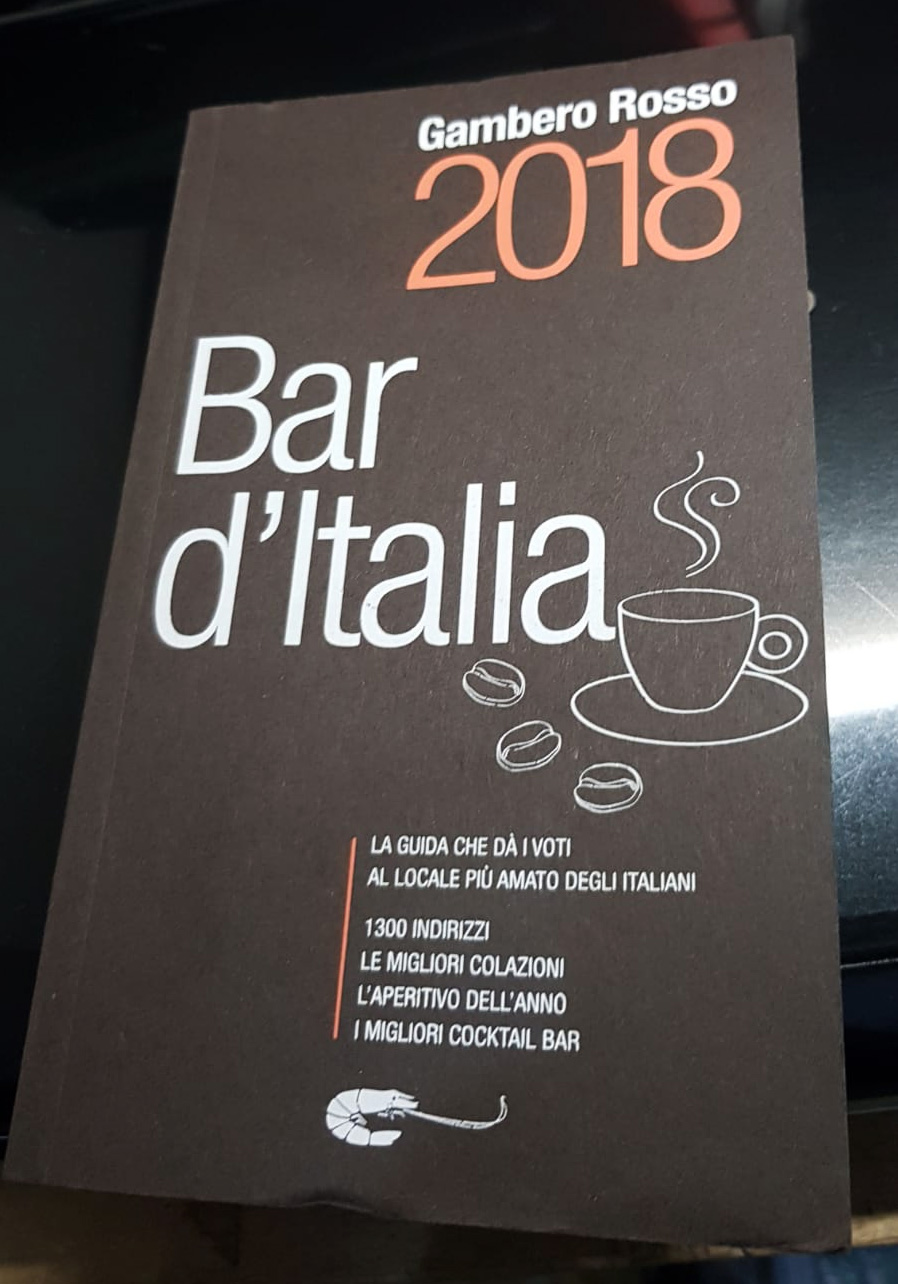 Gambero Rosso
2018
Bar
d'Italia
LA GUIDA CHE DÀ I VOTI
AL LOCALE PIÙ AMATO DEGLI ITALIANI
1300 INDIRIZZI
LE MIGLIORI COLAZIONI
L'APERITIVO DELL'ANNO
I MIGLIORI COCKTAIL BAR